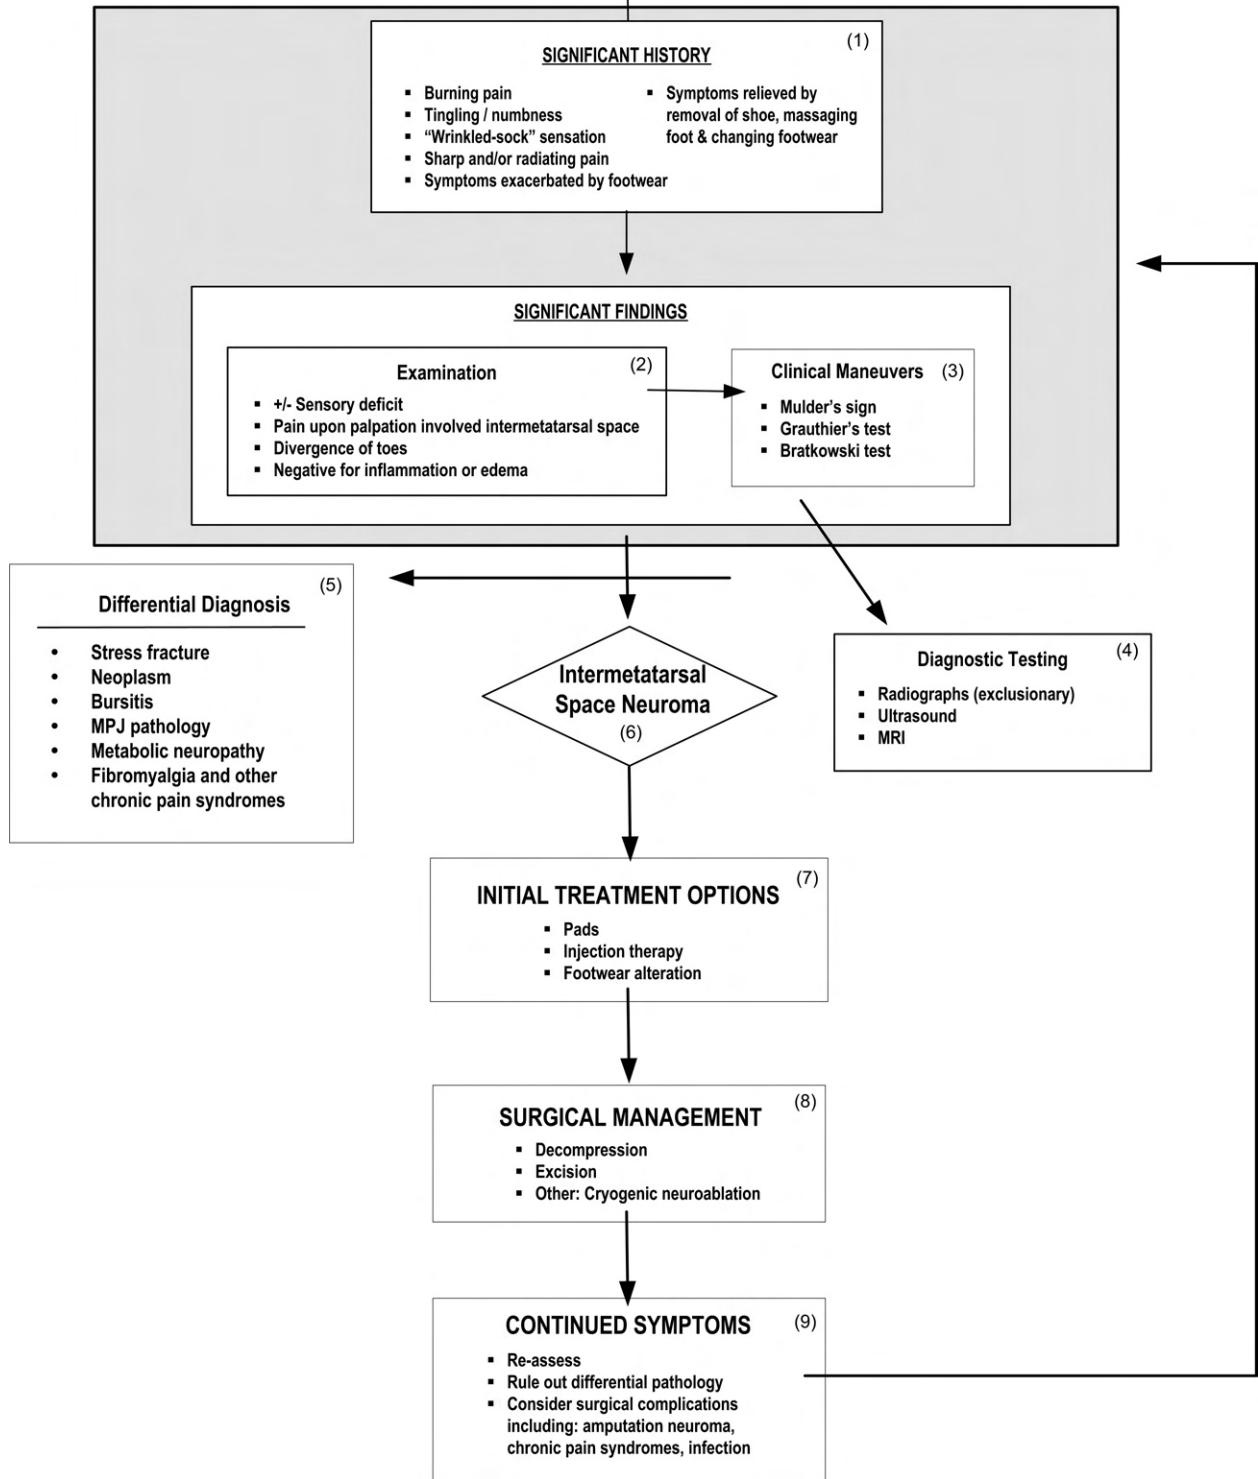 (1)
SIGNIFICANT HISTORY
▪ Burning pain
▪ Tingling / numbness
▪ “Wrinkled-sock” sensation
▪ Sharp and/or radiating pain
▪ Symptoms exacerbated by footwear
▪ Symptoms relieved by
removal of shoe, massaging
foot & changing footwear
SIGNIFICANT FINDINGS
(2)
Examination
▪ +/- Sensory deficit
▪ Pain upon palpation involved intermetatarsal space
▪ Divergence of toes
▪ Negative for inflammation or edema
Clinical Maneuvers (3)
▪ Mulder’s sign
▪ Grauthier’s test
▪ Bratkowski test
(5)
Differential Diagnosis
• Stress fracture
• Neoplasm
• Bursitis
• MPJ pathology
• Metabolic neuropathy
• Fibromyalgia and other
chronic pain syndromes
Intermetatarsal
Space Neuroma
(6)
(4)
Diagnostic Testing
▪ Radiographs (exclusionary)
▪ Ultrasound
▪ MRI
(7)
INITIAL TREATMENT OPTIONS
▪ Pads
▪ Injection therapy
▪ Footwear alteration
(8)
SURGICAL MANAGEMENT
▪ Decompression
▪ Excision
▪ Other: Cryogenic neuroablation
CONTINUED SYMPTOMS (9)
▪ Re-assess
▪ Rule out differential pathology
▪ Consider surgical complications
including: amputation neuroma,
chronic pain syndromes, infection